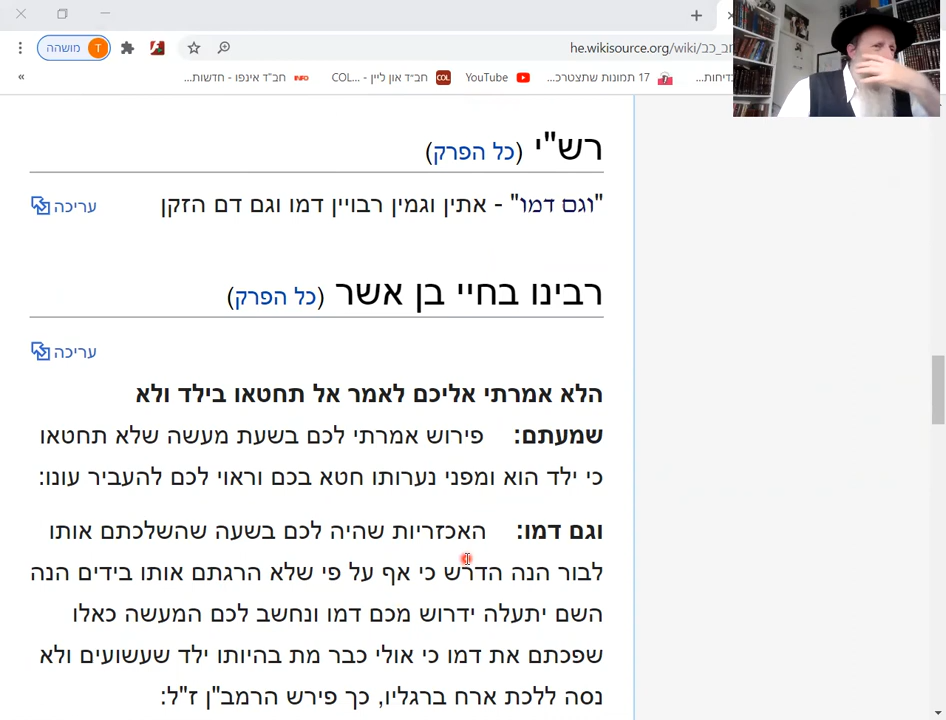 מושהה
T
he.wikisource.org/wiki/
חב_כב
«
חב״ד אינפו - חדשות...
חב״ד און ליין - COL...
COL
YouTube
17 תמונות שתצטרכ...
בדיחות...
רש"י (כל הפרק)
"וגם דמו" - אתין וגמין רבויין דמו וגם דם הזקן
עריכה
רבינו בחיי בן אשר (כל הפרק)
עריכה
הלא אמרתי אליכם לאמר אל תחטאו בילד ולא
שמעתם: פירוש אמרתי לכם בשעת מעשה שלא תחטאו
כי ילד הוא ומפני נערותו חטא בכם וראוי לכם להעביר עונו:
וגם דמו: האכזריות שהיה לכם בשעה שהשלכתם אותו
לבור הנה הדרש כי אף על פי שלא הרגתם אותו בידים הנה
השם יתעלה ידרוש מכם דמו ונחשב לכם המעשה כאלו
שפכתם את דמו כי אולי כבר מת בהיותו ילד שעשועים ולא
נסה ללכת ארח ברגליו, כך פירש הרמב"ן ז"ל: